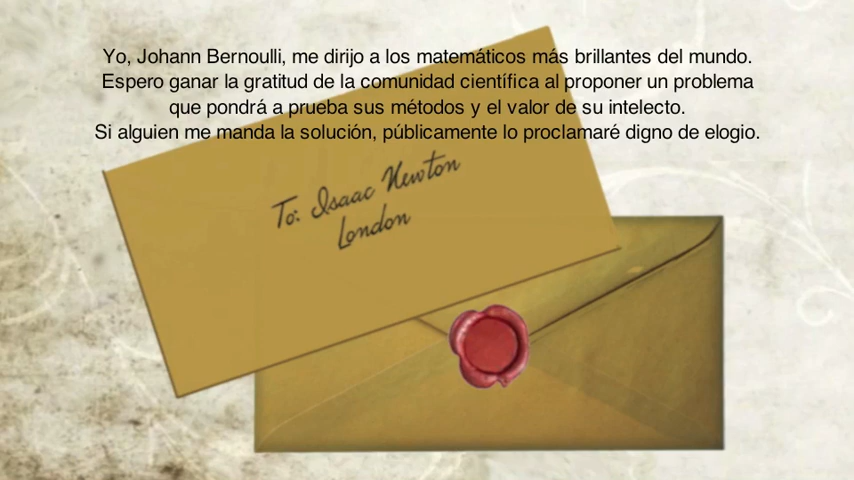 Yo, Johann Bernoulli, me dirijo a los matemáticos más brillantes del mundo.
Espero ganar la gratitud de la comunidad científica al proponer un problema
que pondrá a prueba sus métodos y el valor de su intelecto.
Si alguien me manda la solución, públicamente lo proclamaré digno de elogio.
To: Isaac Newton
London